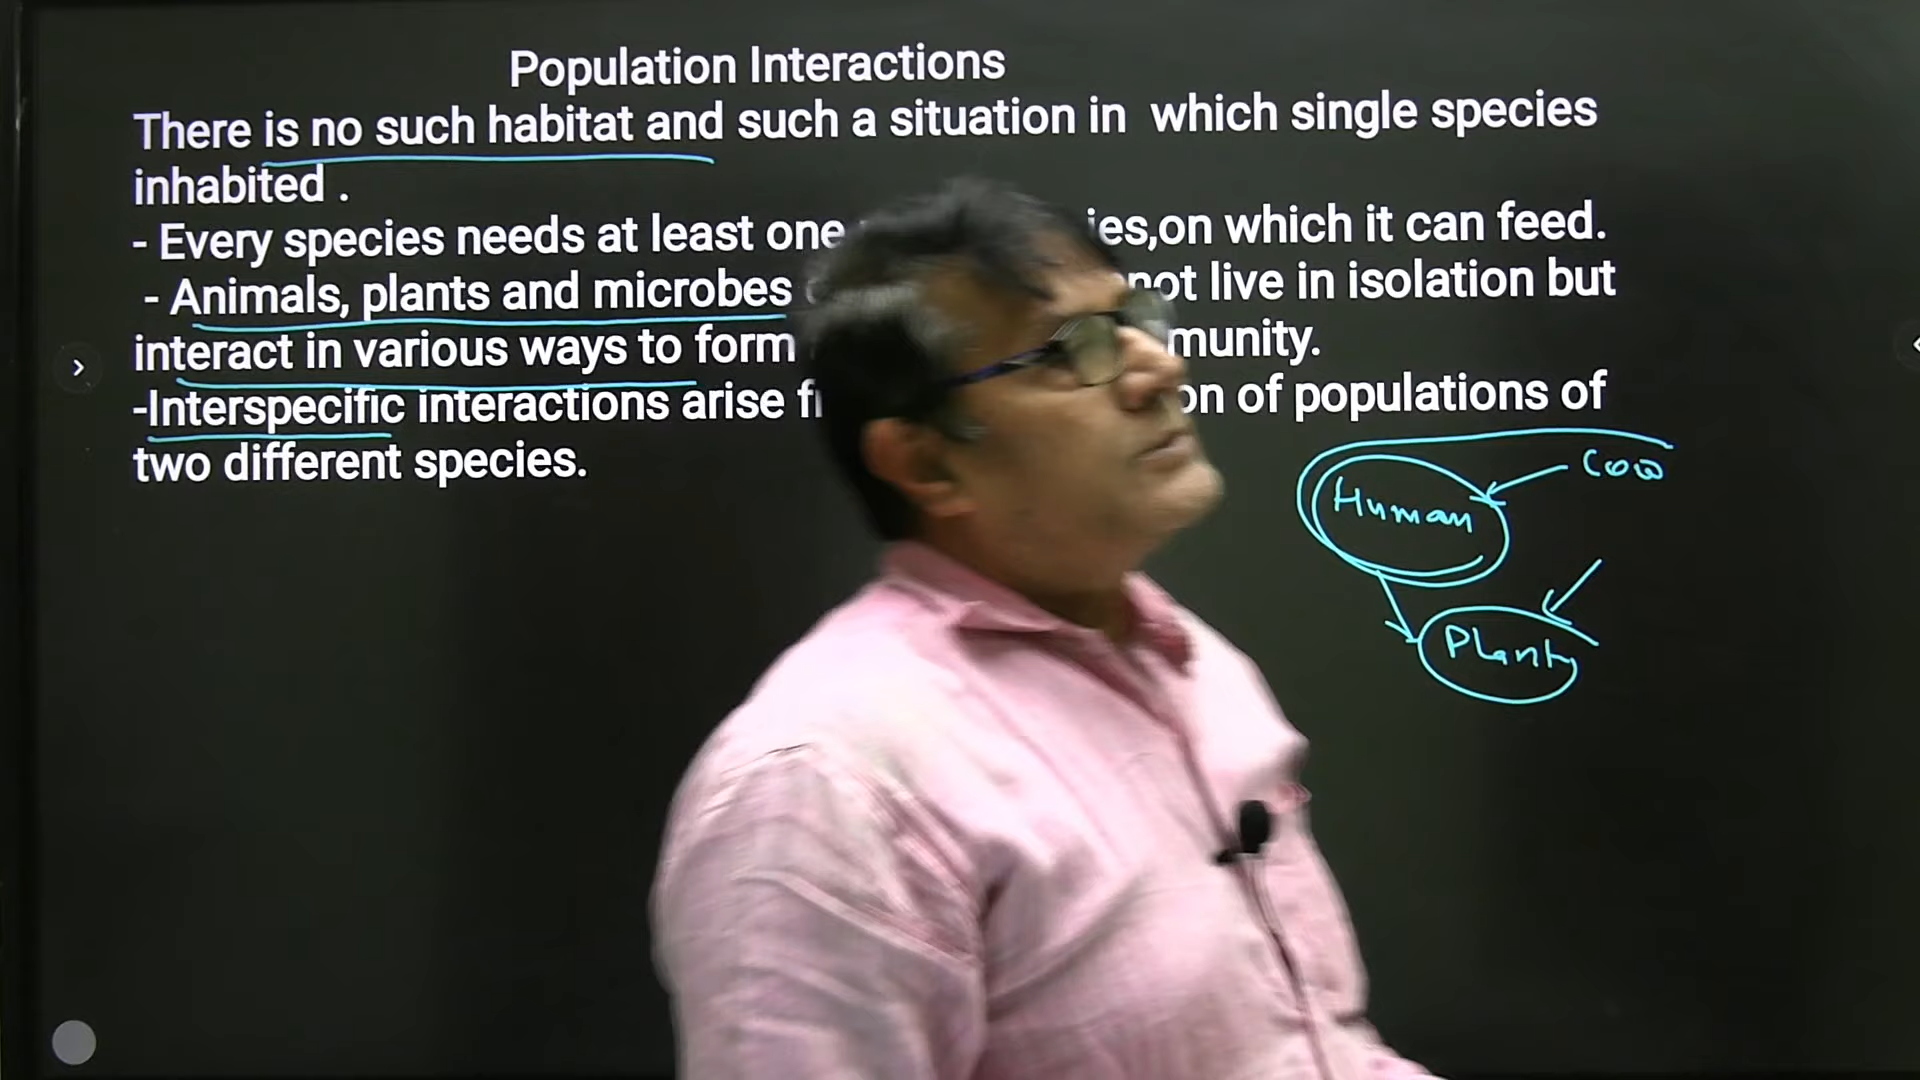 Population Interactions
There is no such habitat and such a situation in which single species
inhabited .
- Every species needs at least one ies,on which it can feed.
- Animals, plants and microbes not live in isolation but
interact in various ways to form munity.
-Interspecific interactions arise on of populations of
two different species.
Cow
Human
Plants